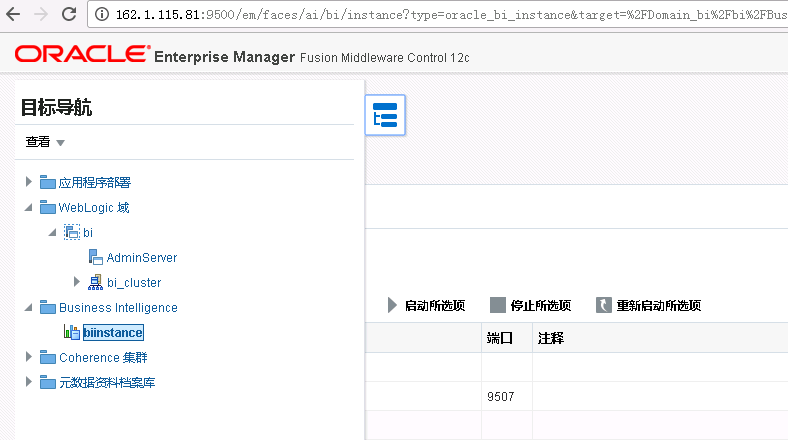 162.1.115.81:9500/em/faces/ai/bi/instance?type=oracle_bi_instance&target=%2FDomain_bi%2Fbi%2FBus
ORACLE® Enterprise Manager Fusion Middleware Control 12c
目标导航
查看
应用程序部署
WebLogic 域
bi
AdminServer
bi_cluster
Business Intelligence
biinstance
Coherence 集群
元数据资料档案库
启动所选项 停止所选项 重新启动所选项
端口 注释
9507